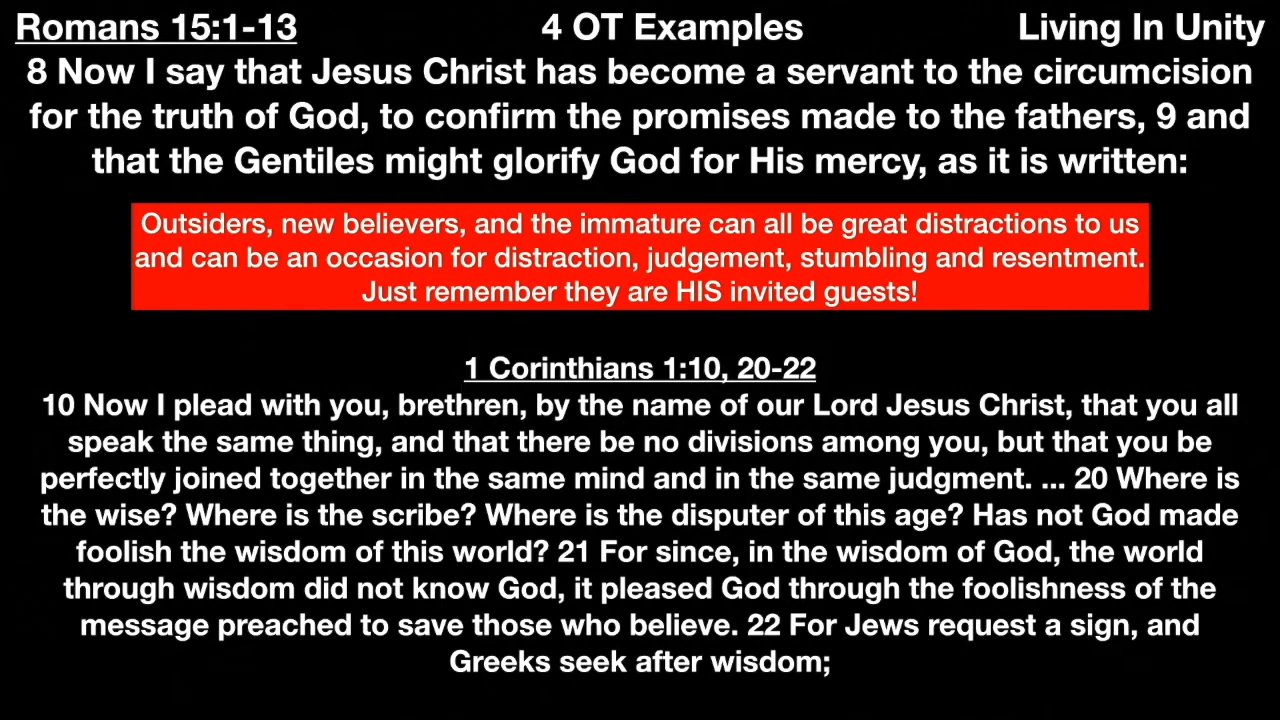 Romans 15:1-13 4 OT Examples Living In Unity
8 Now I say that Jesus Christ has become a servant to the circumcision
for the truth of God, to confirm the promises made to the fathers, 9 and
that the Gentiles might glorify God for His mercy, as it is written:
Outsiders, new believers, and the immature can all be great distractions to us
and can be an occasion for distraction, judgement, stumbling and resentment.
Just remember they are HIS invited guests!
1 Corinthians 1:10, 20-22
10 Now I plead with you, brethren, by the name of our Lord Jesus Christ, that you all
speak the same thing, and that there be no divisions among you, but that you be
perfectly joined together in the same mind and in the same judgment. ... 20 Where is
the wise? Where is the scribe? Where is the disputer of this age? Has not God made
foolish the wisdom of this world? 21 For since, in the wisdom of God, the world
through wisdom did not know God, it pleased God through the foolishness of the
message preached to save those who believe. 22 For Jews request a sign, and
Greeks seek after wisdom;